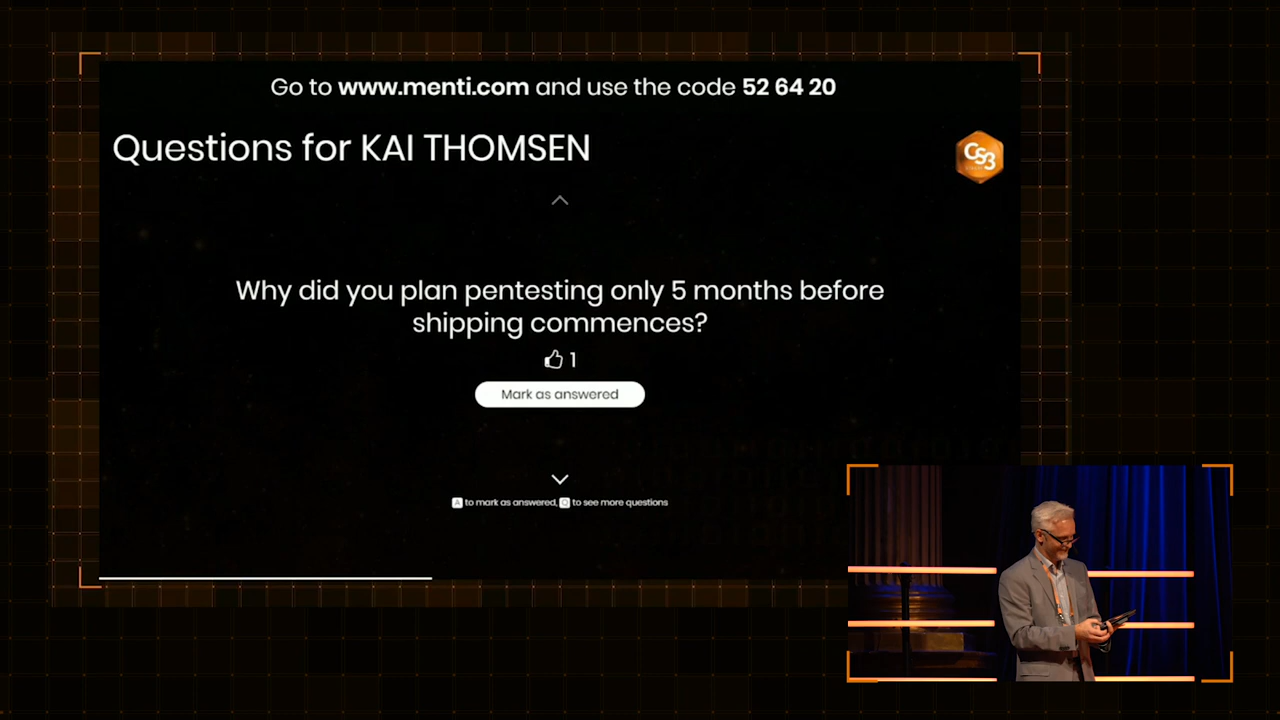 Go to www.menti.com and use the code 52 64 20
Questions for KAI THOMSEN
CS3
Why did you plan pentesting only 5 months before
shipping commences?
1
Mark as answered
A to mark as answered, Q to see more questions